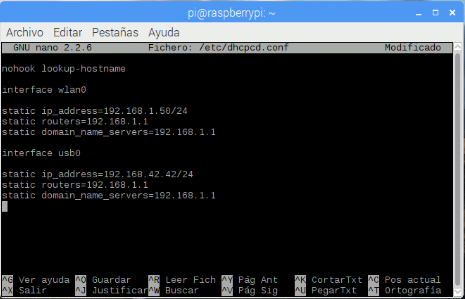 pi@raspberrypi: ~
Archivo Editar Pestañas Ayuda
GNU nano 2.2.6 Fichero: /etc/dhcpcd.conf Modificado
nohook lookup-hostname
interface wlan0
static ip_address=192.168.1.50/24
static routers=192.168.1.1
static domain_name_servers=192.168.1.1
interface usb0
static ip_address=192.168.42.42/24
static routers=192.168.1.1
static domain_name_servers=192.168.1.1
^G Ver ayuda ^O Guardar ^R Leer Fich ^Y Pág Ant ^K CortarTxt ^C Pos actual
^X Salir ^J Justificar ^W Buscar ^V Pág Sig ^U PegarTxt ^T Ortografía